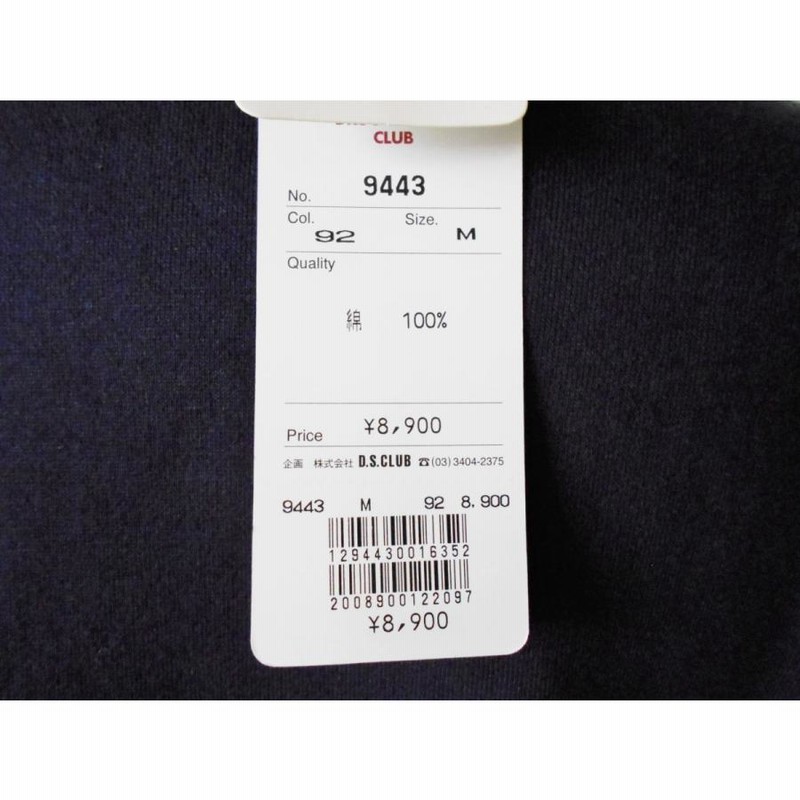 CLUB
No. 9443
Col. 92 Size. M
Quality
綿 100%
Price ¥8,900
企画 株式会社 D.S.CLUB ☎(03)3404-2375
9443 M 92 8,900
1294430016352
2008900122097
¥8,900